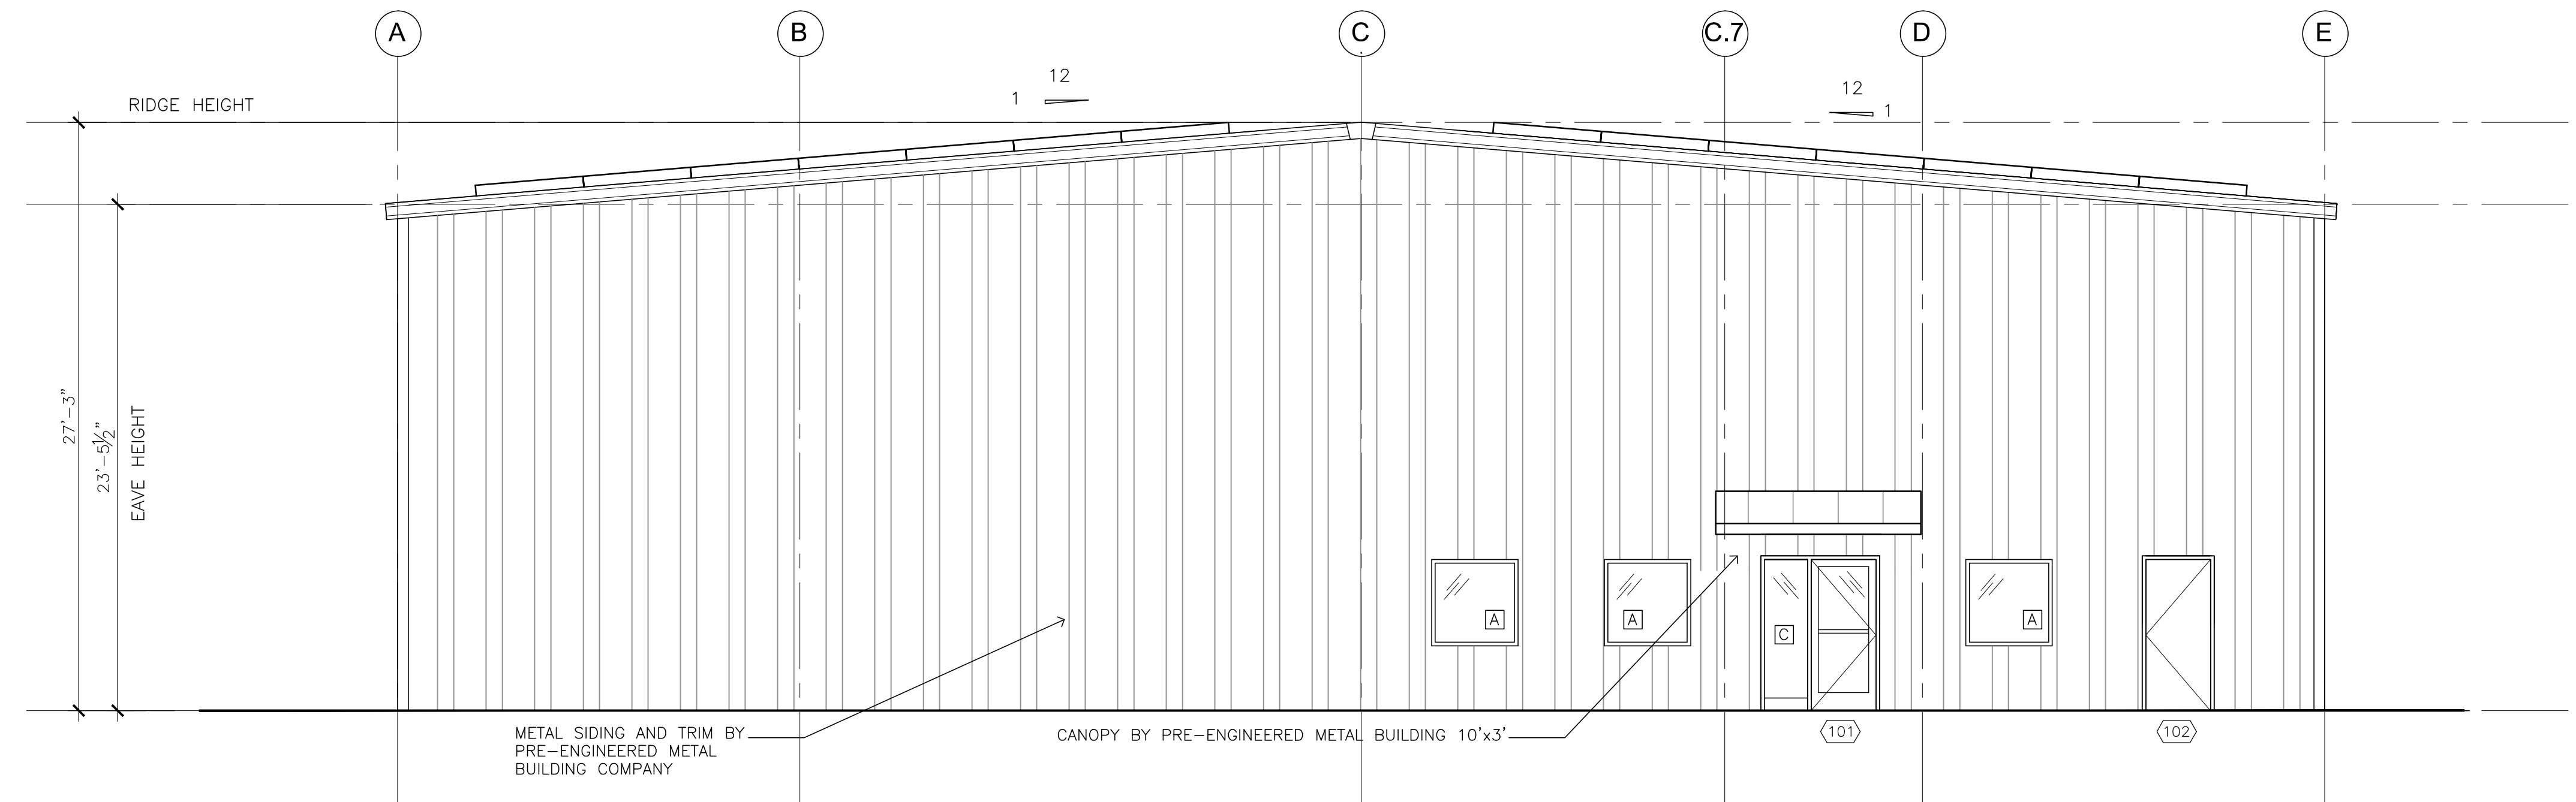 A
B
C
C.7
D
E
RIDGE HEIGHT
12
1
12
1
27'-3"
23'-5½"
EAVE HEIGHT
A
A
C
A
METAL SIDING AND TRIM BY
PRE-ENGINEERED METAL
BUILDING COMPANY
CANOPY BY PRE-ENGINEERED METAL BUILDING 10'x3'
101
102